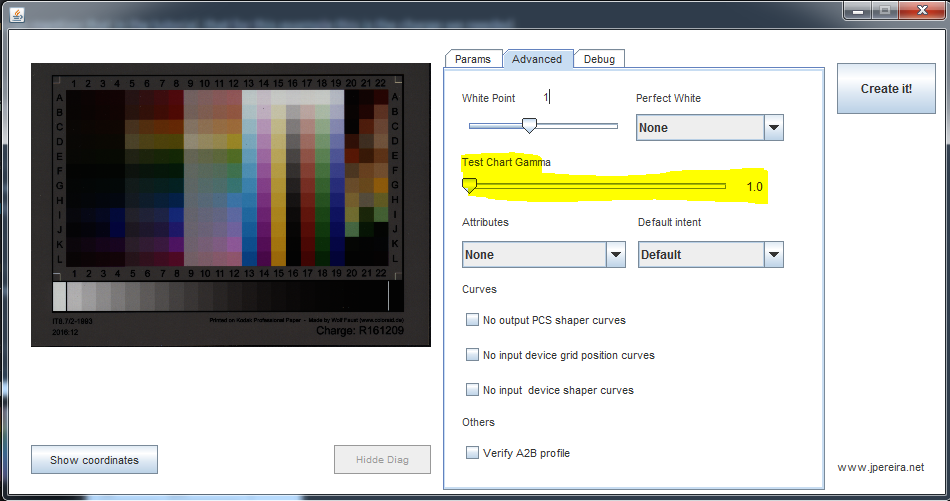 1 2 3 4 5 6 7 8 9 10 11 12 13 14 15 16 17 18 19 20 21 22
A A
B B
C C
D D
E E
F F
G G
H H
I I
J J
K K
L L
1 2 3 4 5 6 7 8 9 10 11 12 13 14 15 16 17 18 19 20 21 22
IT8.7/2-1993
2016:12
Printed on Kodak Professional Paper - Made by Wolf Faust (www.coloraid.de)
Charge: R161209
Show coordinates
Hidde Diag
Params Advanced Debug
White Point 1
Perfect White
None
Test Chart Gamma
1.0
Attributes
None
Default intent
Default
Curves
No output PCS shaper curves
No input device grid position curves
No input device shaper curves
Others
Verify A2B profile
Create it!
www.jpereira.net